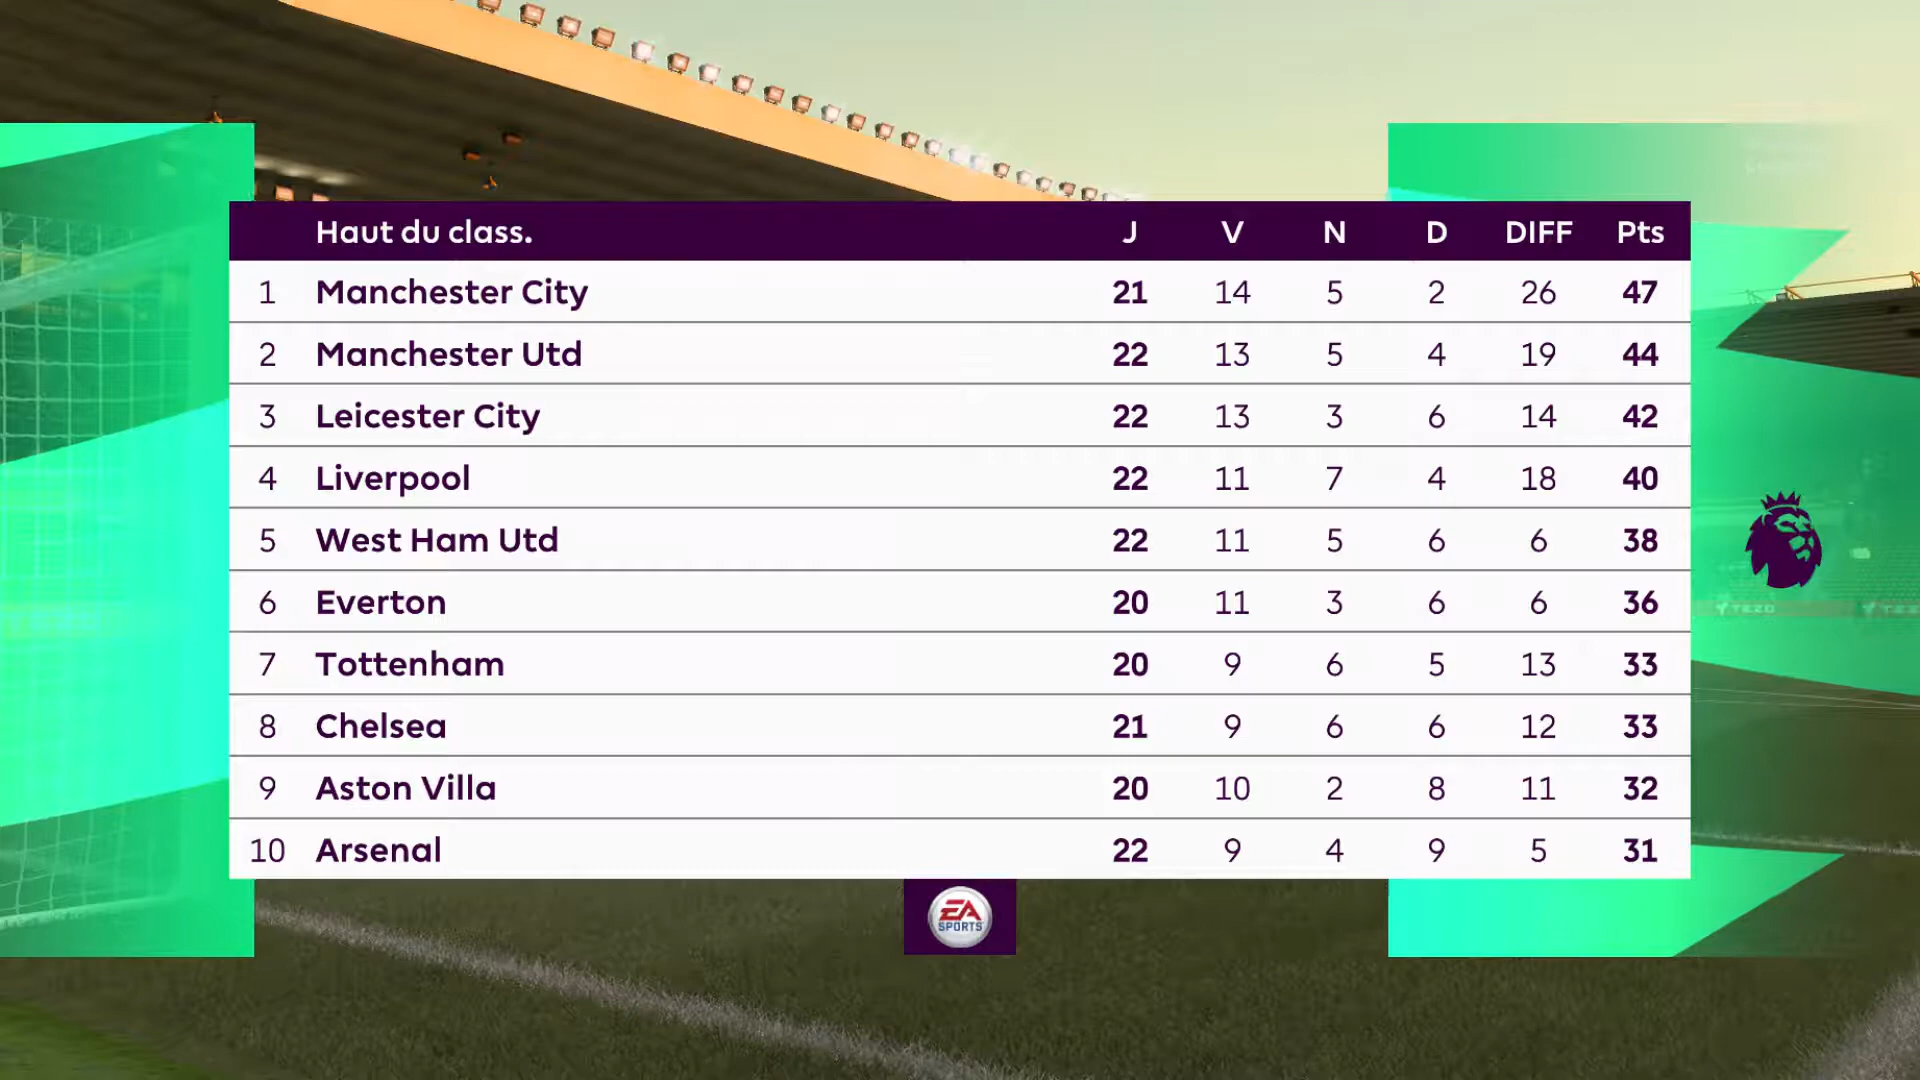 Haut du class. J V N D DIFF Pts
1 Manchester City 21 14 5 2 26 47
2 Manchester Utd 22 13 5 4 19 44
3 Leicester City 22 13 3 6 14 42
4 Liverpool 22 11 7 4 18 40
5 West Ham Utd 22 11 5 6 6 38
6 Everton 20 11 3 6 6 36
7 Tottenham 20 9 6 5 13 33
8 Chelsea 21 9 6 6 12 33
9 Aston Villa 20 10 2 8 11 32
10 Arsenal 22 9 4 9 5 31
EA
SPORTS